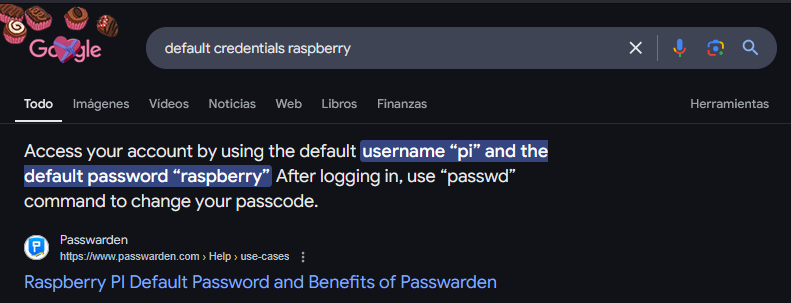 Google
default credentials raspberry
Todo Imágenes Vídeos Noticias Web Libros Finanzas Herramientas
Access your account by using the default username “pi” and the
default password “raspberry” After logging in, use “passwd”
command to change your passcode.
Passwarden
https://www.passwarden.com › Help › use-cases
Raspberry PI Default Password and Benefits of Passwarden